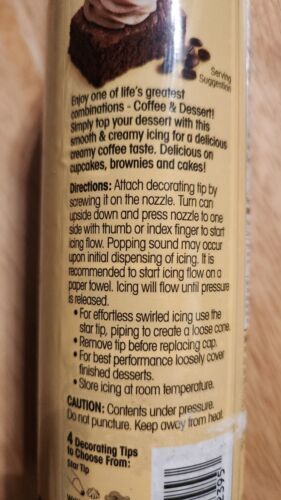 Serving
Suggestion
Enjoy one of life's greatest
combinations - Coffee & Dessert!
Simply top your dessert with this
smooth & creamy icing for a delicious
creamy coffee taste. Delicious on
cupcakes, brownies and cakes!
Directions: Attach decorating tip by
screwing it on the nozzle. Turn can
upside down and press nozzle to one
side with thumb or index finger to start
icing flow. Popping sound may occur
upon initial dispensing of icing. It is
recommended to start icing flow on a
paper towel. Icing will flow until pressure
is released.
• For effortless swirled icing use the
star tip, piping to create a loose cone.
• Remove tip before replacing cap.
• For best performance loosely cover
finished desserts.
• Store icing at room temperature.
CAUTION: Contents under pressure.
Do not puncture. Keep away from heat.
4 Decorating Tips
to Choose From:
Star Tip